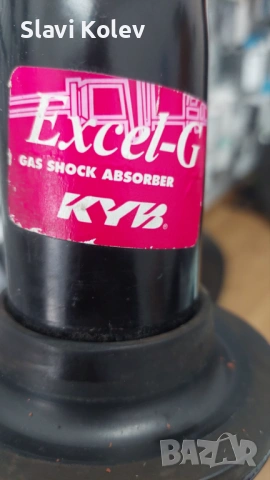 Slavi Kolev
Excel-G
GAS SHOCK ABSORBER
KYB®
BAZAR